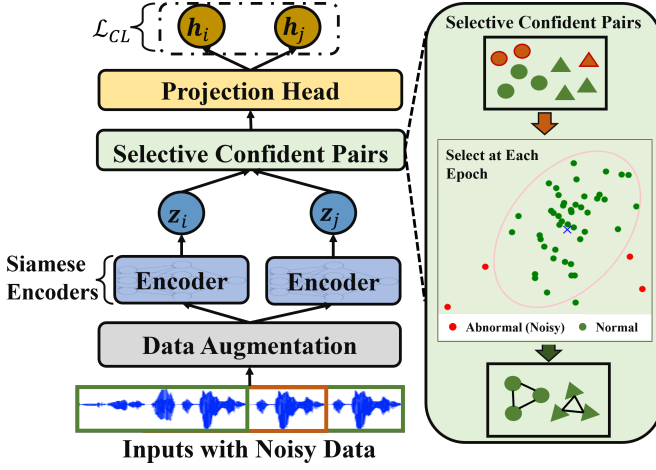 ℒ_CL
h_i
h_j
Projection Head
Selective Confident Pairs
z_i
z_j
Siamese
Encoders
Encoder
Encoder
Data Augmentation
Inputs with Noisy Data
Selective Confident Pairs
Select at Each
Epoch
Abnormal (Noisy)
Normal